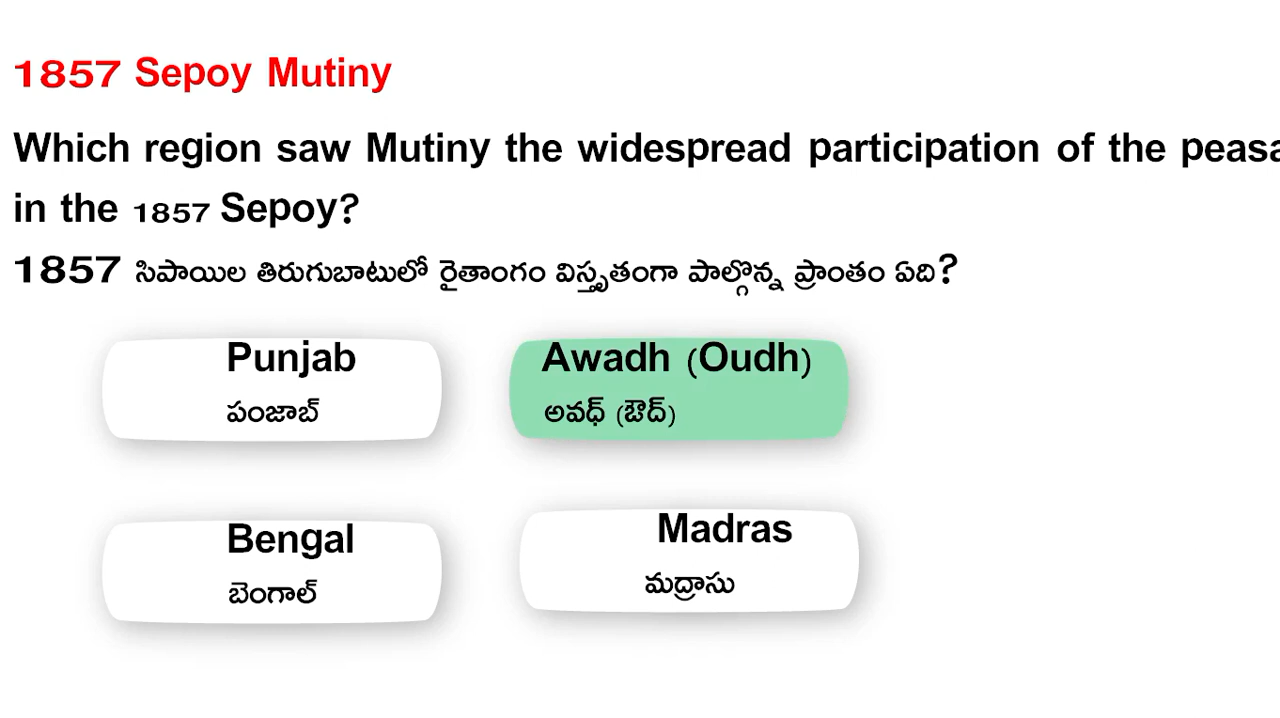 1857 Sepoy Mutiny
Which region saw Mutiny the widespread participation of the
in the 1857 Sepoy?
1857 సిపాయిల తిరుగుబాటులో రైతాంగం విస్తృతంగా పాల్గొన్న ప్రాంతం ఏది?
Punjab
పంజాబ్
Awadh (Oudh)
అవధ్ (ఔద్)
Bengal
బెంగాల్
Madras
మద్రాసు